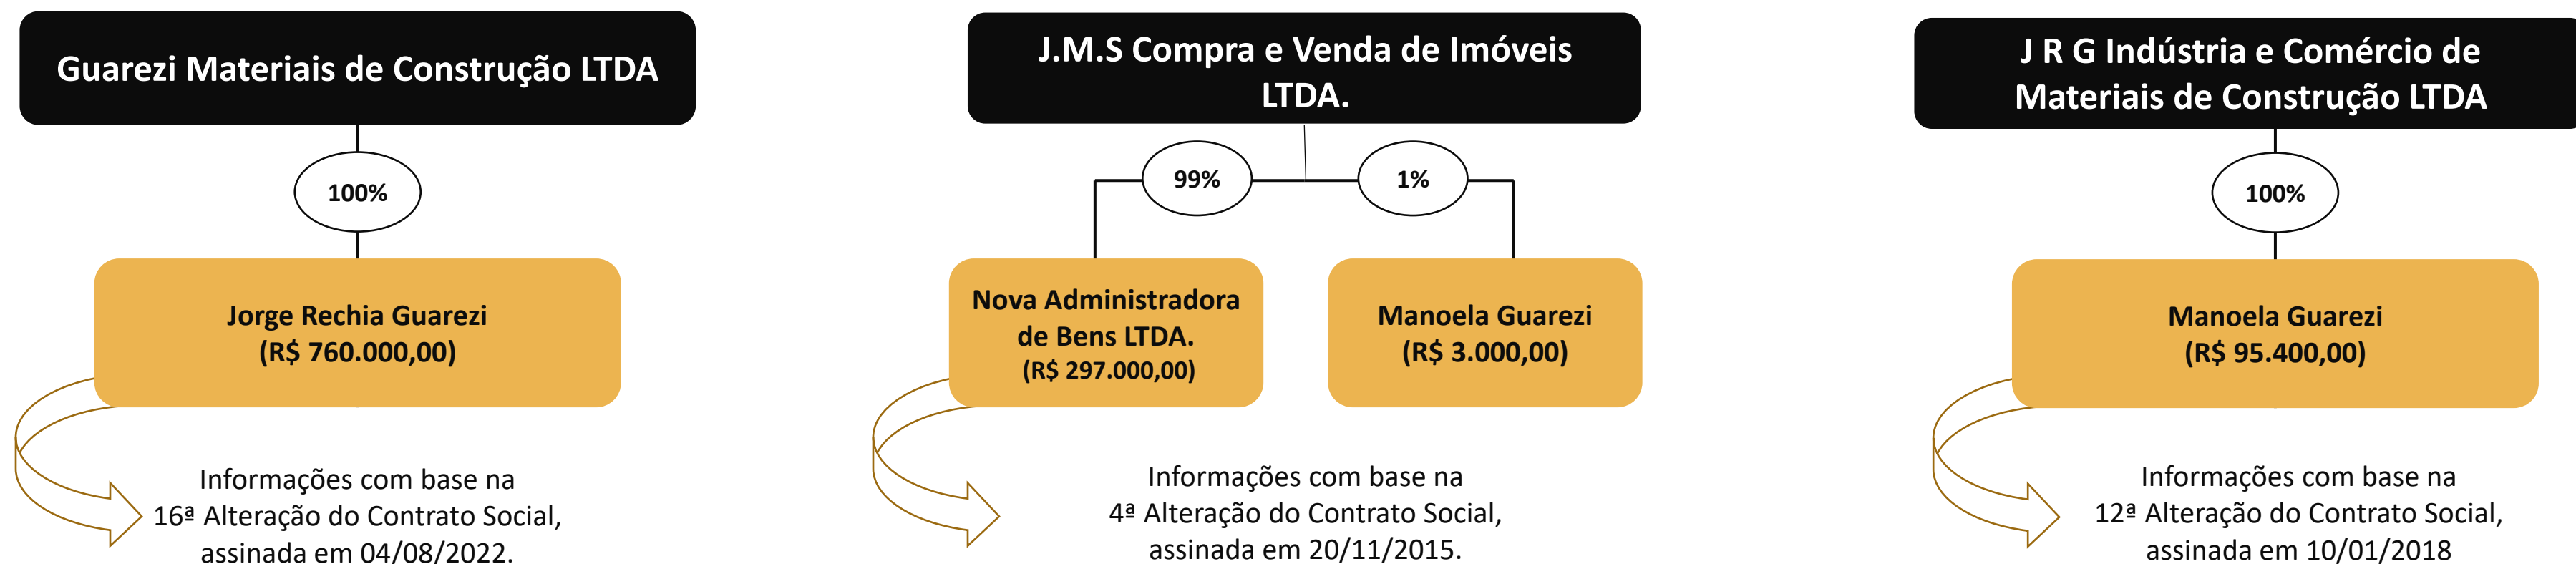 Guarezi Materiais de Construção LTDA
100%
Jorge Rechia Guarezi
(R$ 760.000,00)
Informações com base na
16ª Alteração do Contrato Social,
assinada em 04/08/2022.
J.M.S Compra e Venda de Imóveis
LTDA.
99%
1%
Nova Administradora
de Bens LTDA.
(R$ 297.000,00)
Manoela Guarezi
(R$ 3.000,00)
Informações com base na
4ª Alteração do Contrato Social,
assinada em 20/11/2015.
J R G Indústria e Comércio de
Materiais de Construção LTDA
100%
Manoela Guarezi
(R$ 95.400,00)
Informações com base na
12ª Alteração do Contrato Social,
assinada em 10/01/2018